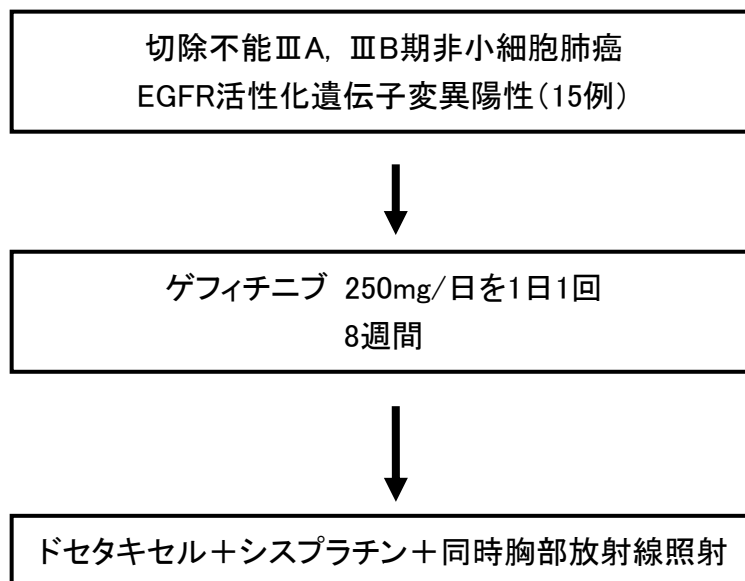 切除不能ⅢA, ⅢB期非小細胞肺癌
EGFR活性化遺伝子変異陽性（15例）
ゲフィチニブ 250mg/日を1日1回
8週間
ドセタキセル＋シスプラチン＋同時胸部放射線照射